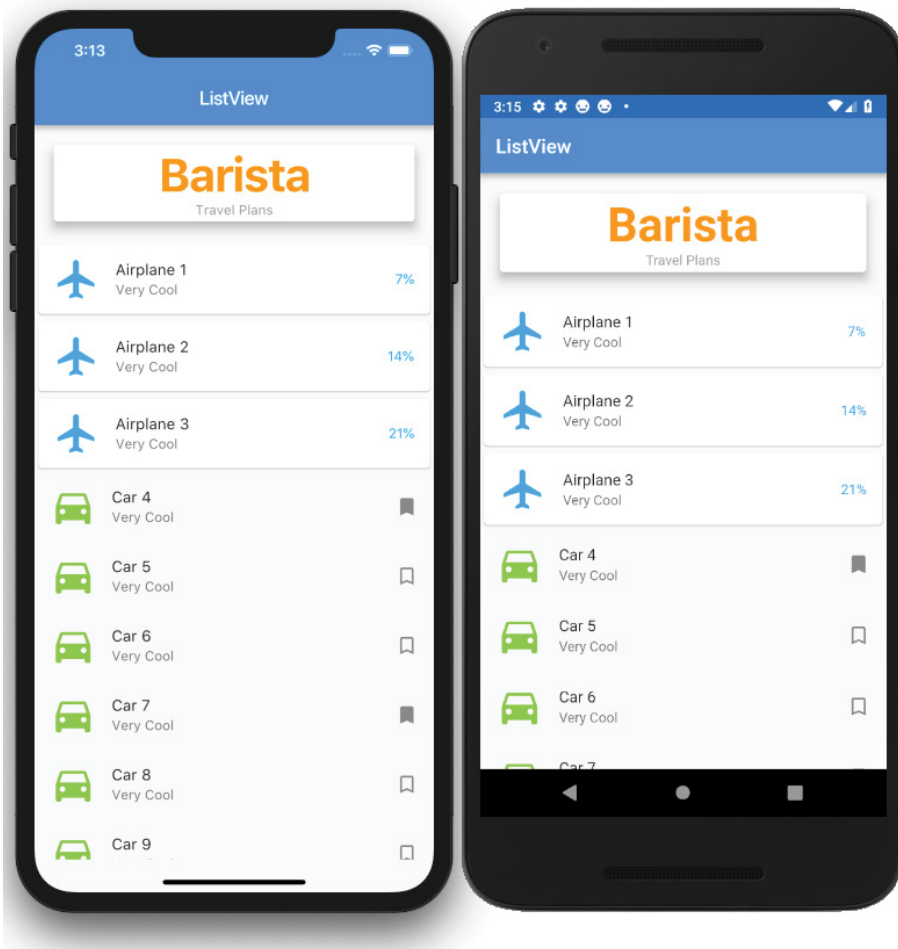 3:13
ListView
Barista
Travel Plans
Airplane 1
Very Cool
7%
Airplane 2
Very Cool
14%
Airplane 3
Very Cool
21%
Car 4
Very Cool
Car 5
Very Cool
Car 6
Very Cool
Car 7
Very Cool
Car 8
Very Cool
Car 9
3:15
ListView
Barista
Travel Plans
Airplane 1
Very Cool
7%
Airplane 2
Very Cool
14%
Airplane 3
Very Cool
21%
Car 4
Very Cool
Car 5
Very Cool
Car 6
Very Cool
Car 7